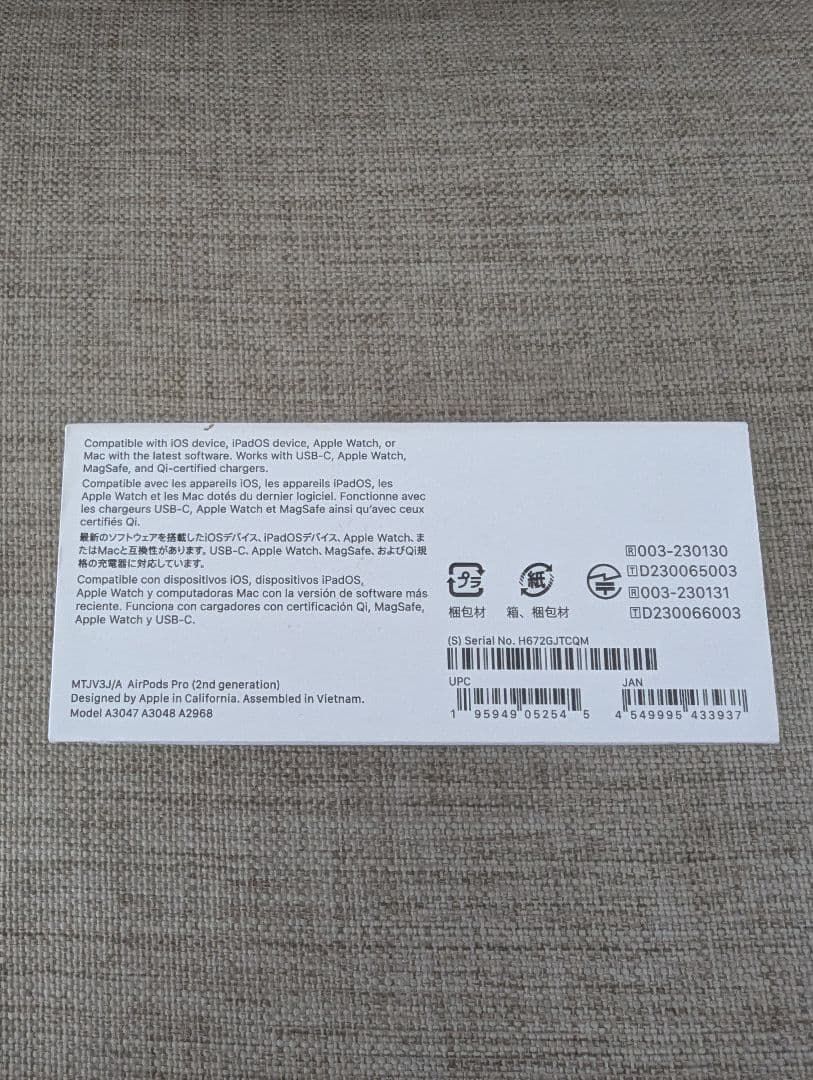 Compatible with iOS device, iPadOS device, Apple Watch, or
Mac with the latest software. Works with USB-C, Apple Watch,
MagSafe, and Qi-certified chargers.
Compatible avec les appareils iOS, les appareils iPadOS, les
Apple Watch et les Mac dotés du dernier logiciel. Fonctionne avec
les chargeurs USB-C, Apple Watch et MagSafe ainsi qu'avec ceux
certifiés Qi.
最新のソフトウェアを搭載したiOSデバイス、iPadOSデバイス、Apple Watch、ま
たはMacと互換性があります。USB-C、Apple Watch、MagSafe、およびQi規
格の充電器に対応しています。
Compatible con dispositivos iOS, dispositivos iPadOS,
Apple Watch y computadoras Mac con la versión de software más
reciente. Funciona con cargadores con certificación Qi, MagSafe,
Apple Watch y USB-C.
MTJV3J/A AirPods Pro (2nd generation)
Designed by Apple in California. Assembled in Vietnam.
Model A3047 A3048 A2968
プラ
梱包材
紙
箱、梱包材
R 003-230130
T D230065003
R 003-230131
T D230066003
(S) Serial No. H672GJTCQM
UPC
1 95949 05254 5
JAN
4 549995 433937